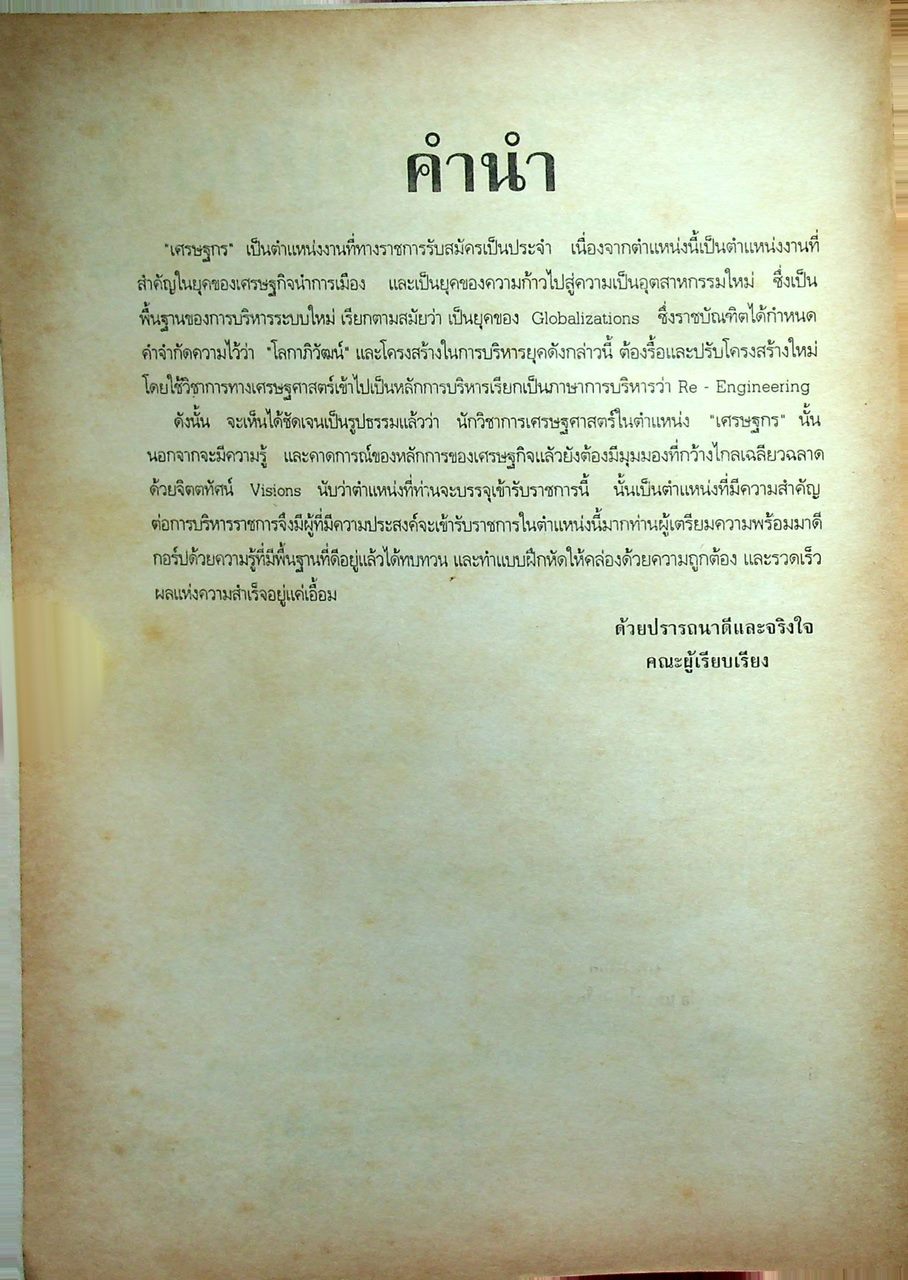 คำนำ
"เศรษฐกร" เป็นตำแหน่งงานที่ทางราชการรับสมัครเป็นประจำ เนื่องจากตำแหน่งนี้เป็นตำแหน่งงานที่
สำคัญในยุคของเศรษฐกิจนำการเมือง และเป็นยุคของความก้าวไปสู่ความเป็นอุตสาหกรรมใหม่ ซึ่งเป็น
พื้นฐานของการบริหารระบบใหม่ เรียกตามสมัยว่า เป็นยุคของ Globalizations ซึ่งราชบัณฑิตได้กำหนด
คำจำกัดความไว้ว่า "โลกาภิวัฒน์" และโครงสร้างในการบริหารยุคดังกล่าวนี้ ต้องรื้อและปรับโครงสร้างใหม่
โดยใช้วิชาการทางเศรษฐศาสตร์เข้าไปเป็นหลักการบริหารเรียกเป็นภาษาการบริหารว่า Re - Engineering
ดังนั้น จะเห็นได้ชัดเจนเป็นรูปธรรมแล้วว่า นักวิชาการเศรษฐศาสตร์ในตำแหน่ง "เศรษฐกร" นั้น
นอกจากจะมีความรู้ และคาดการณ์ของหลักการของเศรษฐกิจแล้วยังต้องมีมุมมองที่กว้างไกลเฉลียวฉลาด
ด้วยจิตตทัศน์ Visions นับว่าตำแหน่งที่ท่านจะบรรจุเข้ารับราชการนี้ นั้นเป็นตำแหน่งที่มีความสำคัญ
ต่อการบริหารราชการจึงมีผู้ที่มีความประสงค์จะเข้ารับราชการในตำแหน่งนี้มากท่านผู้เตรียมความพร้อมมาดี
กอร์ปด้วยความรู้ที่มีพื้นฐานที่ดีอยู่แล้วได้ทบทวน และทำแบบฝึกหัดให้คล่องด้วยความถูกต้อง และรวดเร็ว
ผลแห่งความสำเร็จอยู่แค่เอื้อม
ด้วยปรารถนาดีและจริงใจ
คณะผู้เรียบเรียง